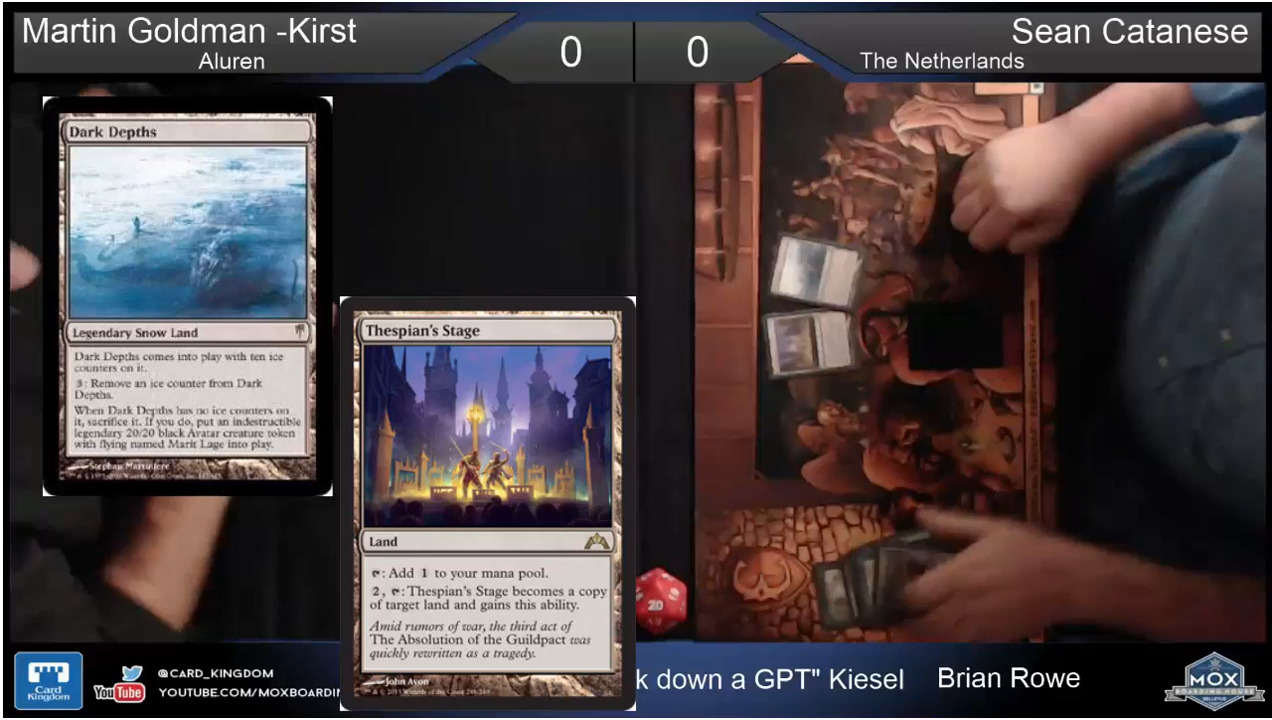 Martin Goldman -Kirst
Aluren
0
0
Sean Catanese
The Netherlands
Dark Depths
Legendary Snow Land
Dark Depths comes into play with ten ice
counters on it.
3: Remove an ice counter from Dark
Depths.
When Dark Depths has no ice counters on
it, sacrifice it. If you do, put an indestructible
legendary 20/20 black Avatar creature token
with flying named Marit Lage into play.
Stephan Martiniere
Thespian's Stage
Land
: Add 1 to your mana pool.
2, : Thespian's Stage becomes a copy
of target land and gains this ability.
Amid rumors of war, the third act of
The Absolution of the Guildpact was
quickly rewritten as a tragedy.
John Avon
20
Card
Kingdom
@CARD_KINGDOM
YouTube
YOUTUBE.COM/MOXBOARDIN
k down a GPT" Kiesel
Brian Rowe
MOX
BOARDING HOUSE
BELLEVUE